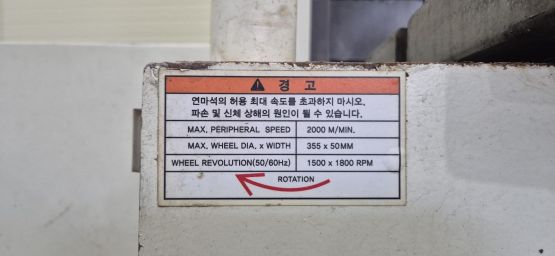 경 고
연마석의 허용 최대 속도를 초과하지 마시오.
파손 및 신체 상해의 원인이 될 수 있습니다.
MAX. PERIPHERAL SPEED 2000 M/MIN.
MAX. WHEEL DIA. x WIDTH 355 x 50MM
WHEEL REVOLUTION(50/60Hz) 1500 x 1800 RPM
ROTATION